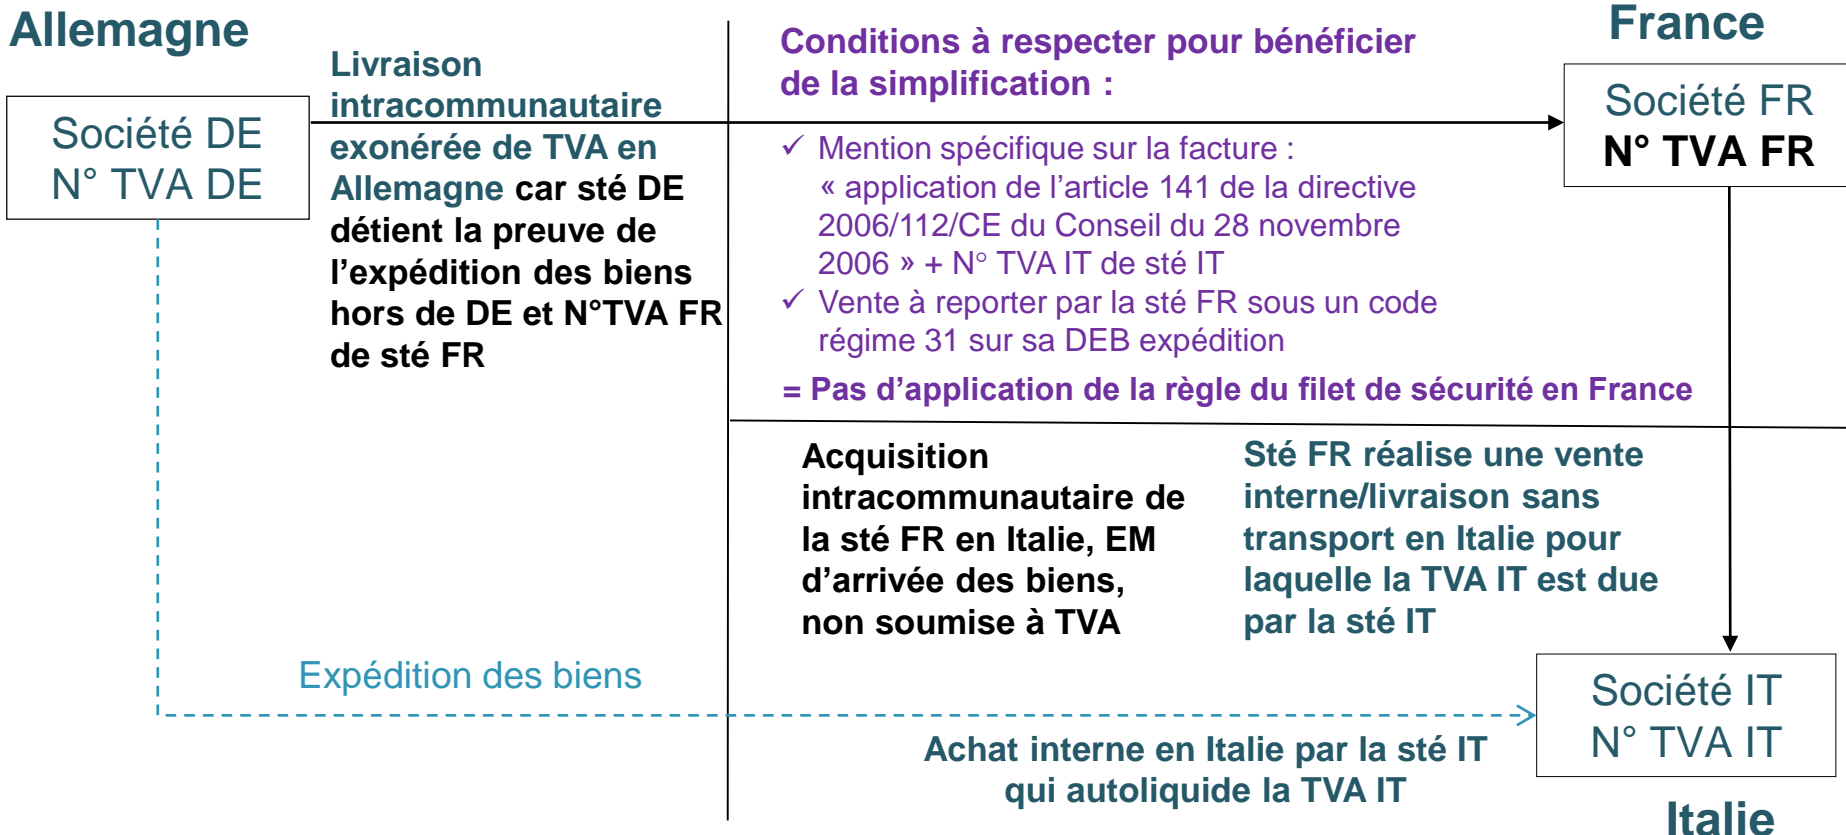 Allemagne
Société DE
N° TVA DE
Livraison
intracommunautaire
exonérée de TVA en
Allemagne car sté DE
détient la preuve de
l’expédition des biens
hors de DE et N°TVA FR
de sté FR
Conditions à respecter pour bénéficier
de la simplification :
✓ Mention spécifique sur la facture :
« application de l’article 141 de la directive
2006/112/CE du Conseil du 28 novembre
2006 » + N° TVA IT de sté IT
✓ Vente à reporter par la sté FR sous un code
régime 31 sur sa DEB expédition
= Pas d’application de la règle du filet de sécurité en France
France
Société FR
N° TVA FR
Acquisition
intracommunautaire de
la sté FR en Italie, EM
d’arrivée des biens,
non soumise à TVA
Sté FR réalise une vente
interne/livraison sans
transport en Italie pour
laquelle la TVA IT est due
par la sté IT
Expédition des biens
Achat interne en Italie par la sté IT
qui autoliquide la TVA IT
Société IT
N° TVA IT
Italie